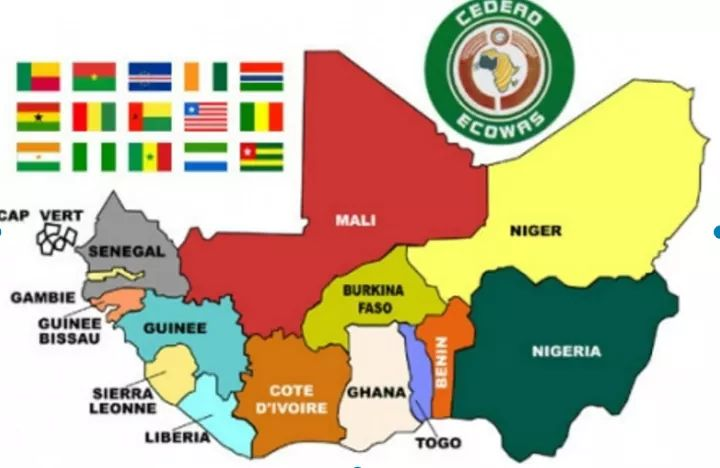 CEDEAO
ECOWAS
CAP VERT
SENEGAL
MALI
NIGER
GAMBIE
GUINEE
BISSAU
GUINEE
BURKINA
FASO
NIGERIA
BENIN
SIERRA
LEONNE
COTE
D'IVOIRE
GHANA
LIBERIA
TOGO